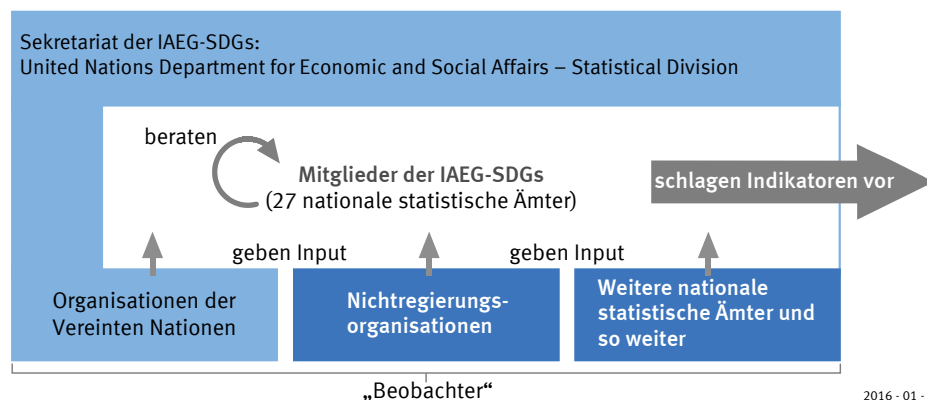 Sekretariat der IAEG-SDGs:
United Nations Department for Economic and Social Affairs – Statistical Division
beraten
Mitglieder der IAEG-SDGs
(27 nationale statistische Ämter)
schlagen Indikatoren vor
geben Input
geben Input
Organisationen der
Vereinten Nationen
Nichtregierungs-
organisationen
Weitere nationale
statistische Ämter und
so weiter
„Beobachter“
2016 - 01 -